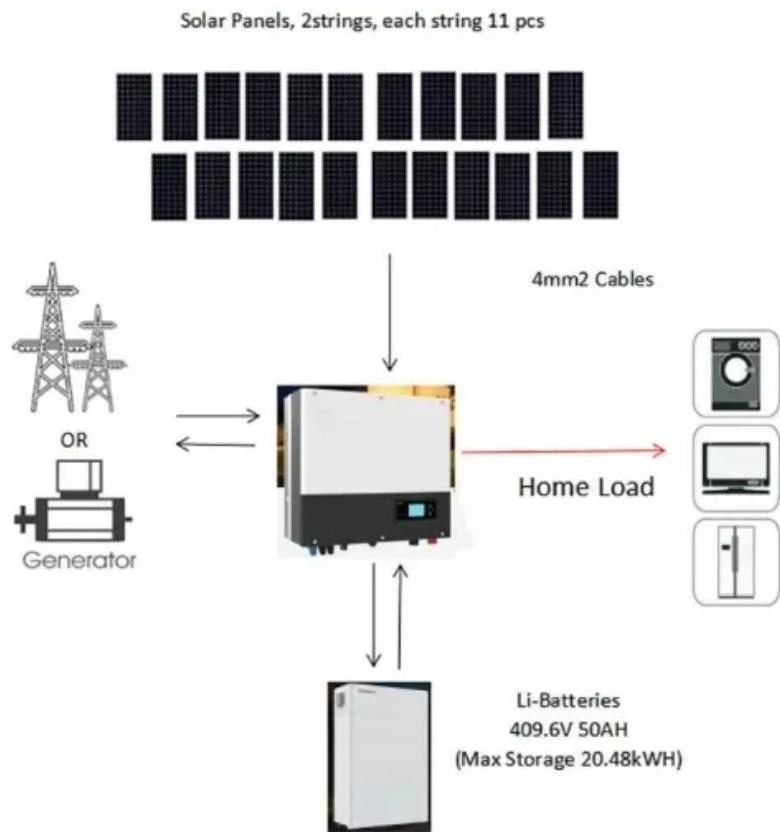 Solar Panels, 2strings, each string 11 pcs
4mm2 Cables
OR
Generator
Home Load
Li-Batteries
409.6V 50AH
(Max Storage 20.48kWH)